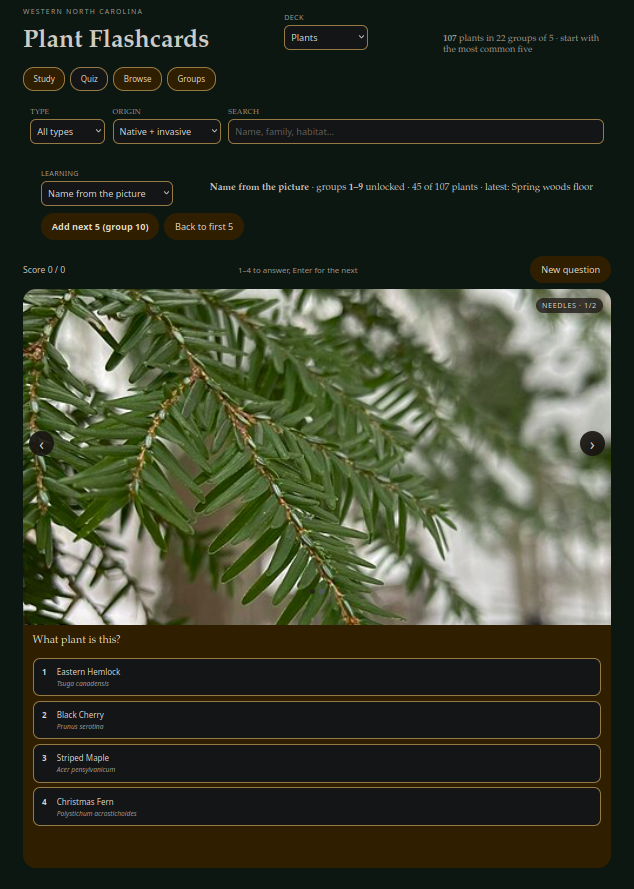 WESTERN NORTH CAROLINA
Plant Flashcards
DECK
Plants
107 plants in 22 groups of 5 · start with
the most common five
Study
Quiz
Browse
Groups
TYPE
All types
ORIGIN
Native + invasive
SEARCH
Name, family, habitat...
LEARNING
Name from the picture
Name from the picture · groups 1–9 unlocked · 45 of 107 plants · latest: Spring woods floor
Add next 5 (group 10)
Back to first 5
Score 0 / 0
1–4 to answer, Enter for the next
New question
NEEDLES · 1/2
What plant is this?
1 Eastern Hemlock
Tsuga canadensis
2 Black Cherry
Prunus serotina
3 Striped Maple
Acer pensylvanicum
4 Christmas Fern
Polystichum acrostichoides